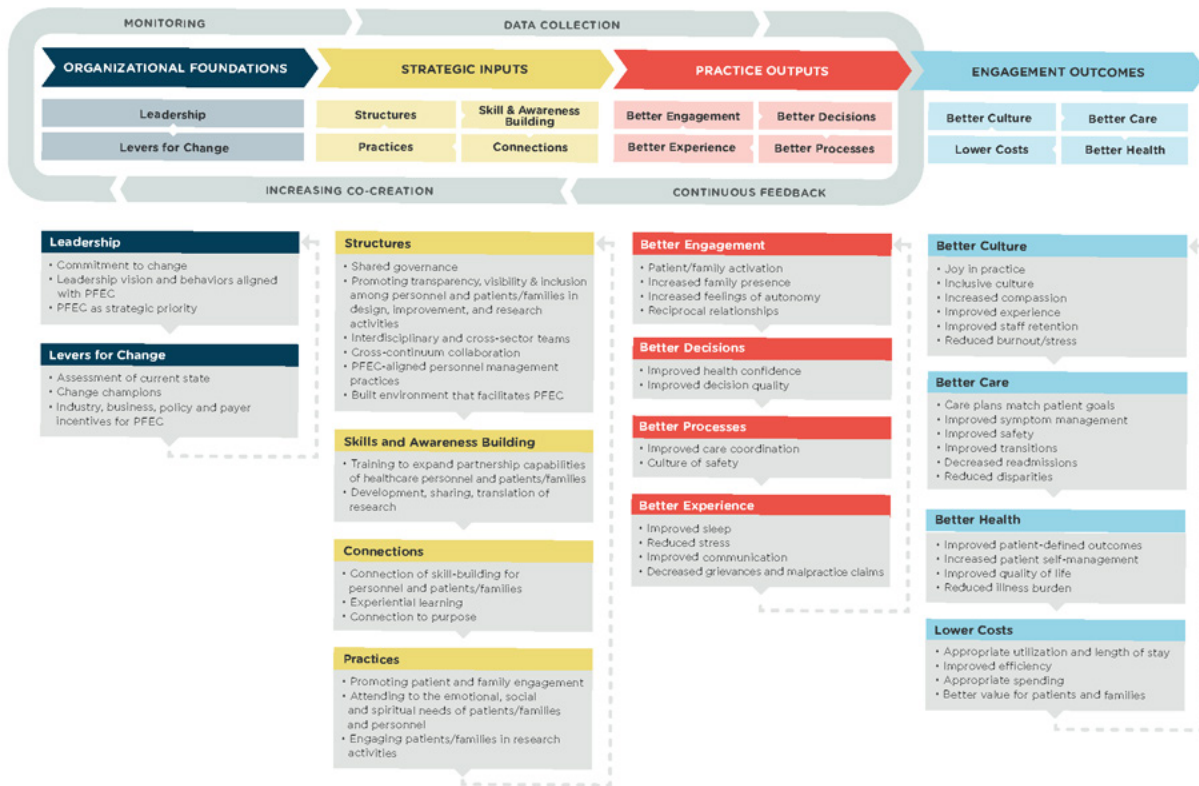 MONITORING
DATA COLLECTION
ORGANIZATIONAL FOUNDATIONS
STRATEGIC INPUTS
PRACTICE OUTPUTS
ENGAGEMENT OUTCOMES
Leadership
Levers for Change
Structures
Skill & Awareness
Building
Practices
Connections
Better Engagement
Better Decisions
Better Experience
Better Processes
Better Culture
Better Care
Lower Costs
Better Health
INCREASING CO-CREATION
CONTINUOUS FEEDBACK
Leadership
• Commitment to change
• Leadership vision and behaviors aligned
with PFEC
• PFEC as strategic priority
Levers for Change
• Assessment of current state
• Change champions
• Industry, business, policy and payer
incentives for PFEC
Structures
• Shared governance
• Promoting transparency, visibility & inclusion
among personnel and patients/families in
design, improvement, and research
activities
• Interdisciplinary and cross-sector teams
• Cross-continuum collaboration
• PFEC-aligned personnel management
practices
• Built environment that facilitates PFEC
Skills and Awareness Building
• Training to expand partnership capabilities
of healthcare personnel and patients/families
• Development, sharing, translation of
research
Connections
• Connection of skill-building for
personnel and patients/families
• Experiential learning
• Connection to purpose
Practices
• Promoting patient and family engagement
• Attending to the emotional, social
and spiritual needs of patients/families
and personnel
• Engaging patients/families in research
activities
Better Engagement
• Patient/family activation
• Increased family presence
• Increased feelings of autonomy
• Reciprocal relationships
Better Decisions
• Improved health confidence
• Improved decision quality
Better Processes
• Improved care coordination
• Culture of safety
Better Experience
• Improved sleep
• Reduced stress
• Improved communication
• Decreased grievances and malpractice claims
Better Culture
• Joy in practice
• Inclusive culture
• Increased compassion
• Improved experience
• Improved staff retention
• Reduced burnout/stress
Better Care
• Care plans match patient goals
• Improved symptom management
• Improved safety
• Improved transitions
• Decreased readmissions
• Reduced disparities
Better Health
• Improved patient-defined outcomes
• Increased patient self-management
• Improved quality of life
• Reduced illness burden
Lower Costs
• Appropriate utilization and length of stay
• Improved efficiency
• Appropriate spending
• Better value for patients and families